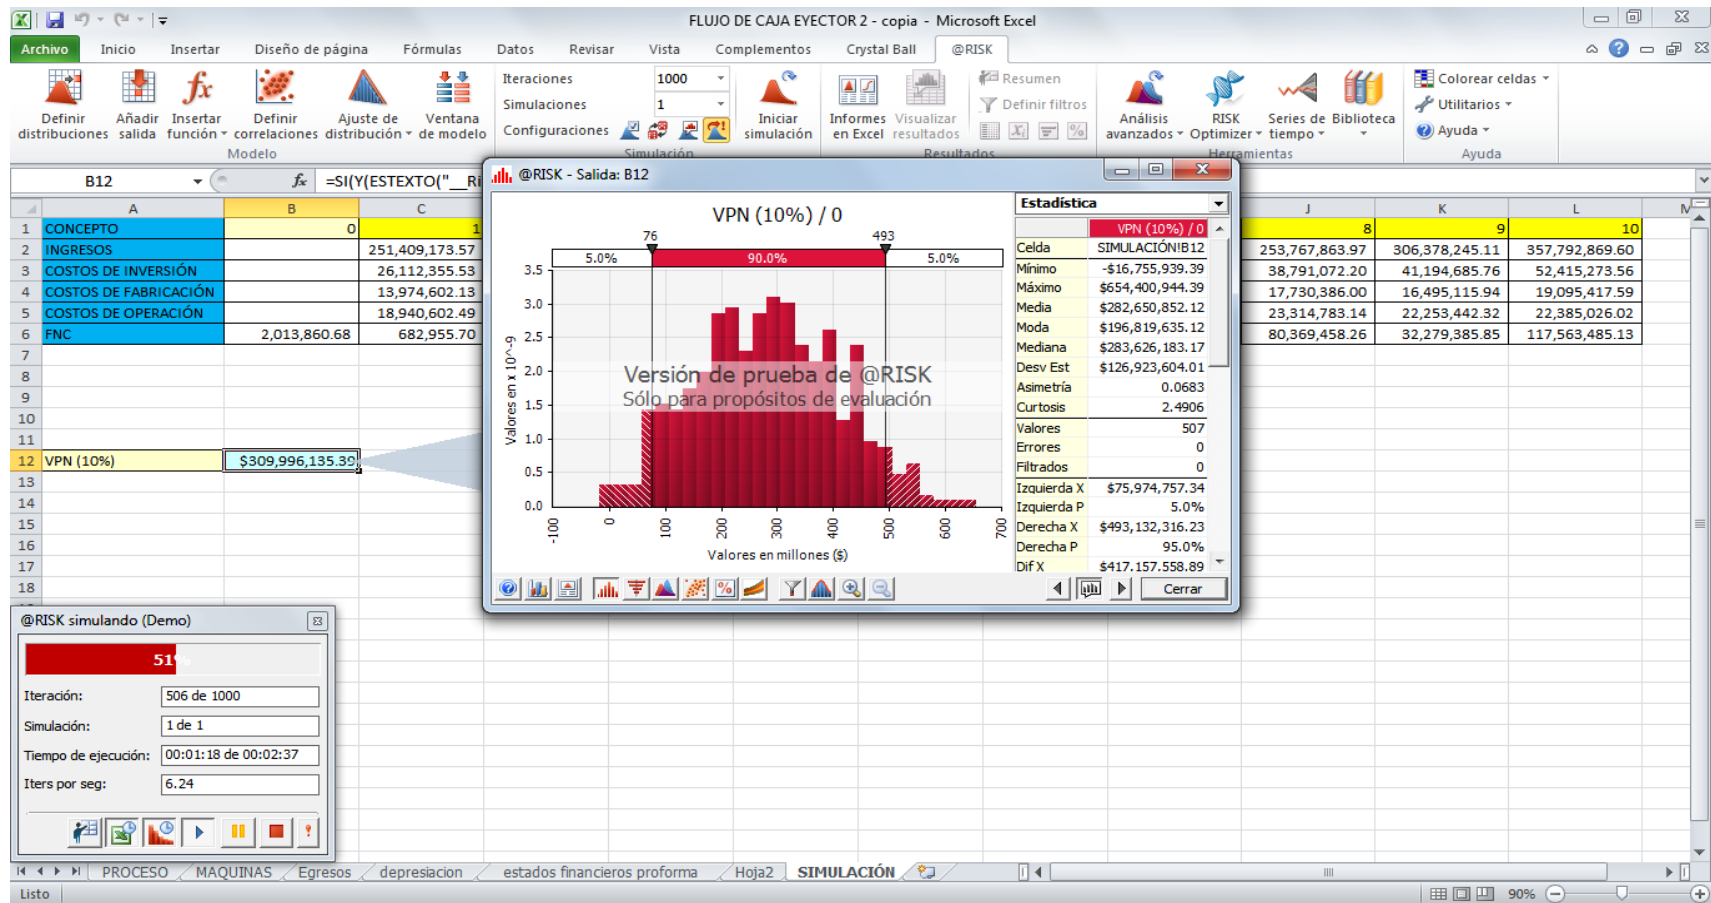 FLUJO DE CAJA EYECTOR 2 - copia - Microsoft Excel
Archivo Inicio Insertar Diseño de página Fórmulas Datos Revisar Vista Complementos Crystal Ball @RISK
Definir distribuciones
Añadir salida
Insertar función
Definir correlaciones
Ajuste de distribución
Ventana de modelo
Modelo
Iteraciones 1000
Simulaciones 1
Configuraciones
Iniciar simulación
Simulación
Informes en Excel
Visualizar resultados
Resumen
Definir filtros
Resultados
Análisis avanzados
RISK Optimizer
Series de tiempo
Biblioteca
Herramientas
Colorear celdas
Utilitarios
Ayuda
Ayuda
B12 fx =SI(Y(ESTEXTO("__Ri
A B C J K L M
1 CONCEPTO 0 1 8 9 10
2 INGRESOS 251,409,173.57 253,767,863.97 306,378,245.11 357,792,869.60
3 COSTOS DE INVERSIÓN 26,112,355.53 38,791,072.20 41,194,685.76 52,415,273.56
4 COSTOS DE FABRICACIÓN 13,974,602.13 17,730,386.00 16,495,115.94 19,095,417.59
5 COSTOS DE OPERACIÓN 18,940,602.49 23,314,783.14 22,253,442.32 22,385,026.02
6 FNC 2,013,860.68 682,955.70 80,369,458.26 32,279,385.85 117,563,485.13
7
8
9
10
11
12 VPN (10%) $309,996,135.39
13
14
15
16
17
18
@RISK - Salida: B12
VPN (10%) / 0
76 493
5.0% 90.0% 5.0%
3.5
3.0
2.5
2.0
1.5
1.0
0.5
0.0
Valores en x 10^-9
Versión de prueba de @RISK
Sólo para propósitos de evaluación
-100 0 100 200 300 400 500 600 700
Valores en millones ($)
Estadística
VPN (10%) / 0
Celda SIMULACIÓN!B12
Mínimo -$16,755,939.39
Máximo $654,400,944.39
Media $282,650,852.12
Moda $196,819,635.12
Mediana $283,626,183.17
Desv Est $126,923,604.01
Asimetría 0.0683
Curtosis 2.4906
Valores 507
Errores 0
Filtrados 0
Izquierda X $75,974,757.34
Izquierda P 5.0%
Derecha X $493,132,316.23
Derecha P 95.0%
Dif X $417,157,558.89
Cerrar
@RISK simulando (Demo)
51%
Iteración: 506 de 1000
Simulación: 1 de 1
Tiempo de ejecución: 00:01:18 de 00:02:37
Iters por seg: 6.24
PROCESO MAQUINAS Egresos depresiacion estados financieros proforma Hoja2 SIMULACIÓN
Listo 90%